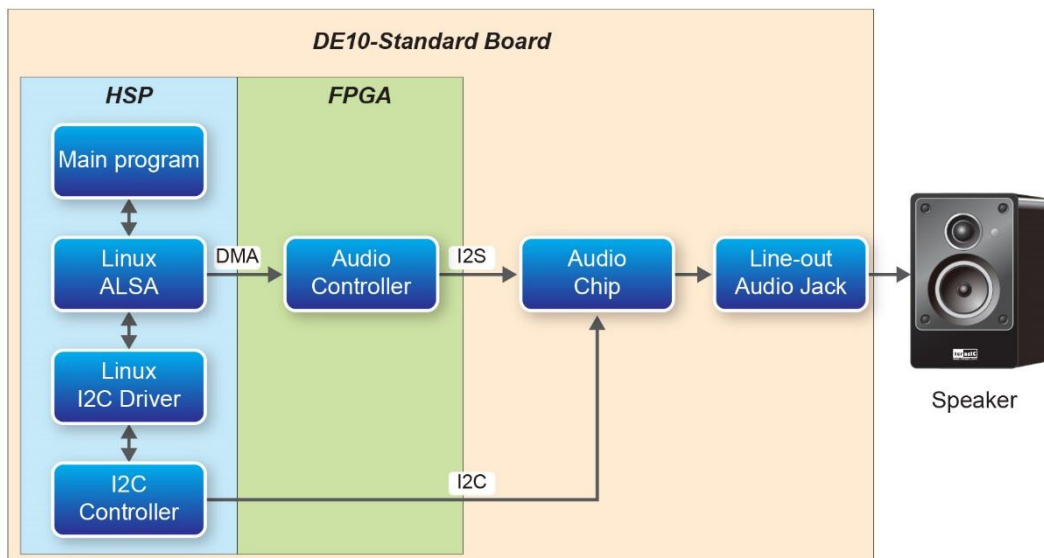 DE10-Standard Board
HSP
FPGA
Main program
Linux
ALSA
DMA
Audio
Controller
I2S
Audio
Chip
Line-out
Audio Jack
Linux
I2C Driver
Speaker
I2C
Controller
I2C